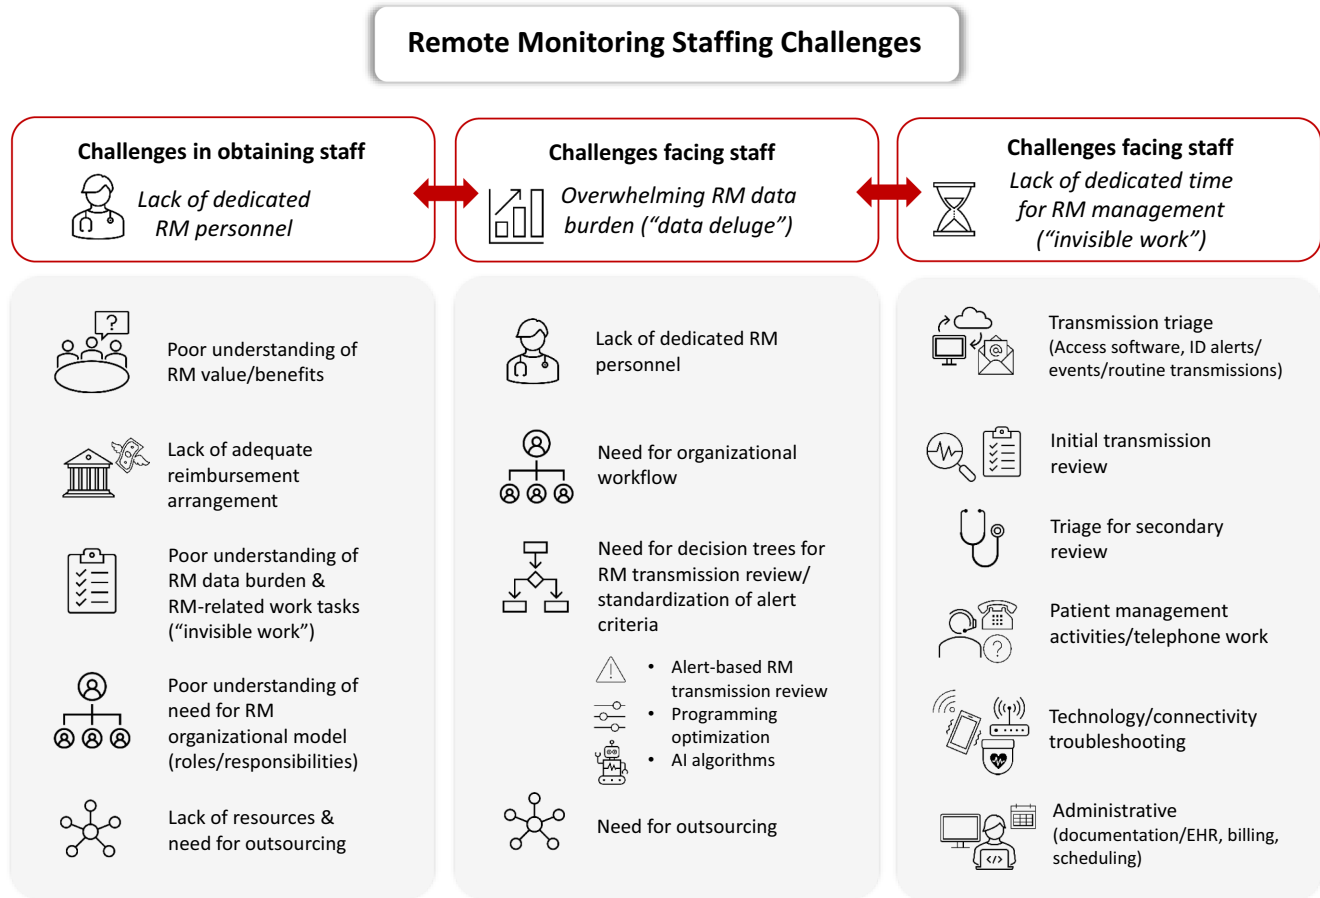 Remote Monitoring Staffing Challenges
Challenges in obtaining staff
Lack of dedicated
RM personnel
Challenges facing staff
Overwhelming RM data
burden (“data deluge”)
Challenges facing staff
Lack of dedicated time
for RM management
(“invisible work”)
?
Poor understanding of
RM value/benefits
Lack of adequate
reimbursement
arrangement
Poor understanding of
RM data burden &
RM-related work tasks
(“invisible work”)
Poor understanding of
need for RM
organizational model
(roles/responsibilities)
Lack of resources &
need for outsourcing
Lack of dedicated RM
personnel
Need for organizational
workflow
Need for decision trees for
RM transmission review/
standardization of alert
criteria
• Alert-based RM
transmission review
• Programming
optimization
• AI algorithms
Need for outsourcing
@
Transmission triage
(Access software, ID alerts/
events/routine transmissions)
Initial transmission
review
Triage for secondary
review
?
Patient management
activities/telephone work
Technology/connectivity
troubleshooting
</>
Administrative
(documentation/EHR, billing,
scheduling)